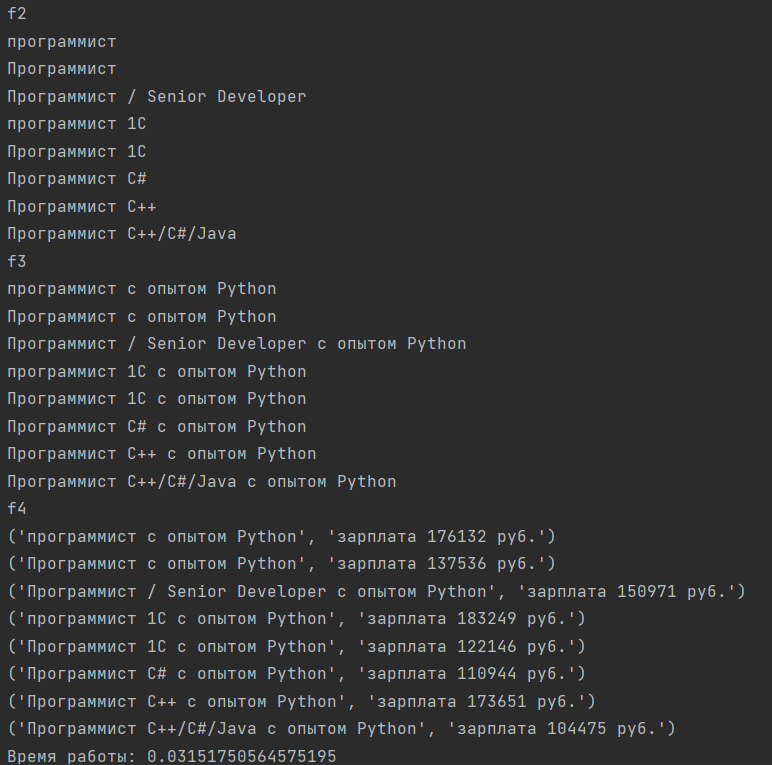 f2
программист
Программист
Программист / Senior Developer
программист 1С
Программист 1С
Программист C#
Программист C++
Программист C++/C#/Java
f3
программист с опытом Python
Программист с опытом Python
Программист / Senior Developer с опытом Python
программист 1С с опытом Python
Программист 1С с опытом Python
Программист C# с опытом Python
Программист C++ с опытом Python
Программист C++/C#/Java с опытом Python
f4
('программист с опытом Python', 'зарплата 176132 руб.')
('Программист с опытом Python', 'зарплата 137536 руб.')
('Программист / Senior Developer с опытом Python', 'зарплата 150971 руб.')
('программист 1С с опытом Python', 'зарплата 183249 руб.')
('Программист 1С с опытом Python', 'зарплата 122146 руб.')
('Программист C# с опытом Python', 'зарплата 110944 руб.')
('Программист C++ с опытом Python', 'зарплата 173651 руб.')
('Программист C++/C#/Java с опытом Python', 'зарплата 104475 руб.')
Время работы: 0.03151750564575195